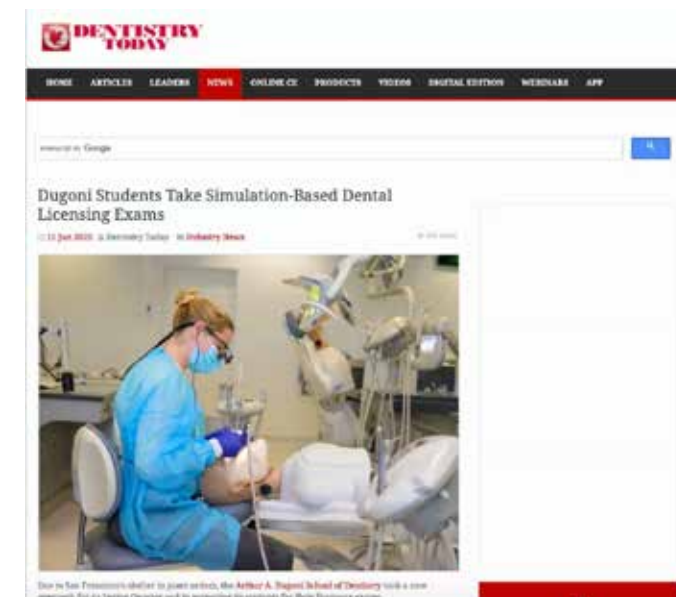 DENTISTRY
TODAY
HOME ARTICLES LEADERS NEWS ONLINE CE PRODUCTS VIDEOS DIGITAL EDITION WEBINARS APP
Google
Dugoni Students Take Simulation-Based Dental
Licensing Exams
Dentistry Today in Industry News
Due to San Francisco's shelter in place action, the Arthur A. Dugoni School of Dentistry took a new